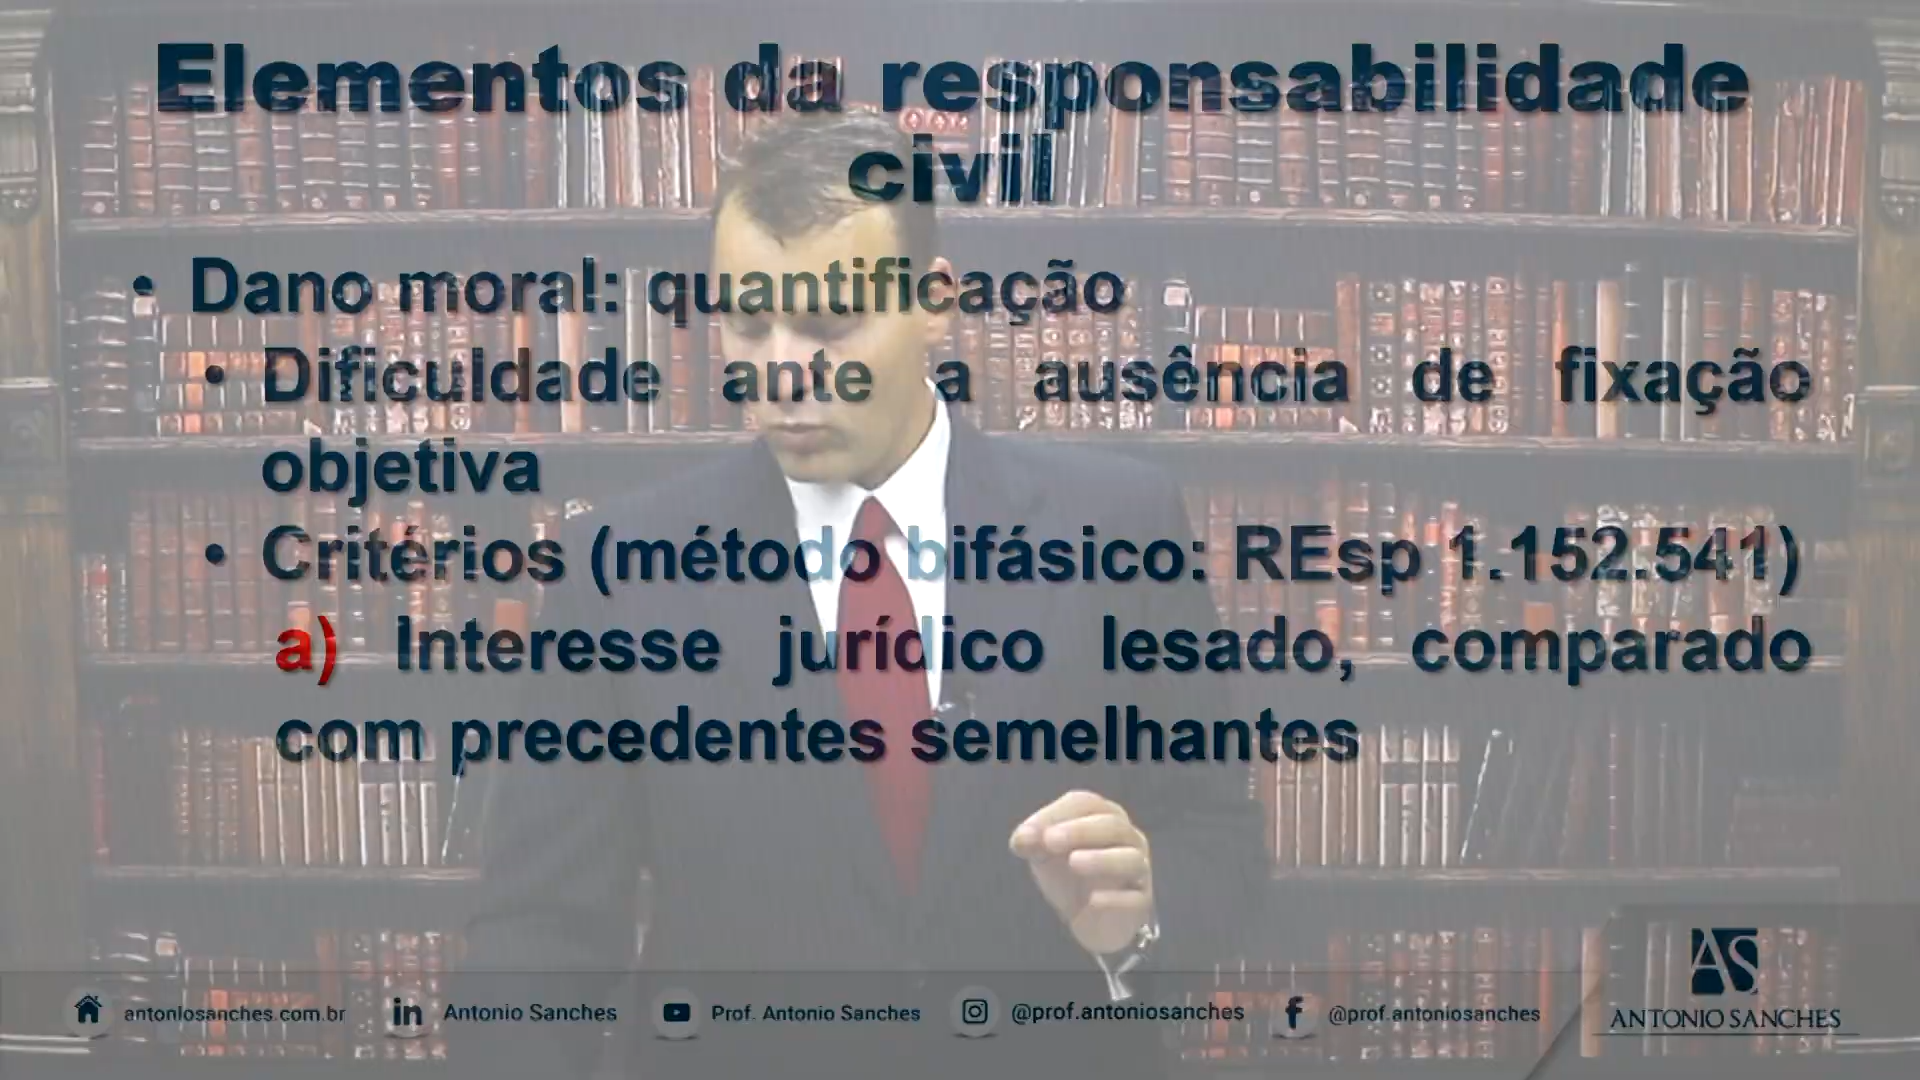 Elementos da responsabilidade
civil
• Dano moral: quantificação
• Dificuldade ante a ausência de fixação
objetiva
• Critérios (método bifásico: REsp 1.152.541)
a) Interesse jurídico lesado, comparado
com precedentes semelhantes
antoniosanches.com.br
in Antonio Sanches
Prof. Antonio Sanches
@prof.antoniosanches
f @prof.antoniosanches
AS
ANTONIO SANCHES